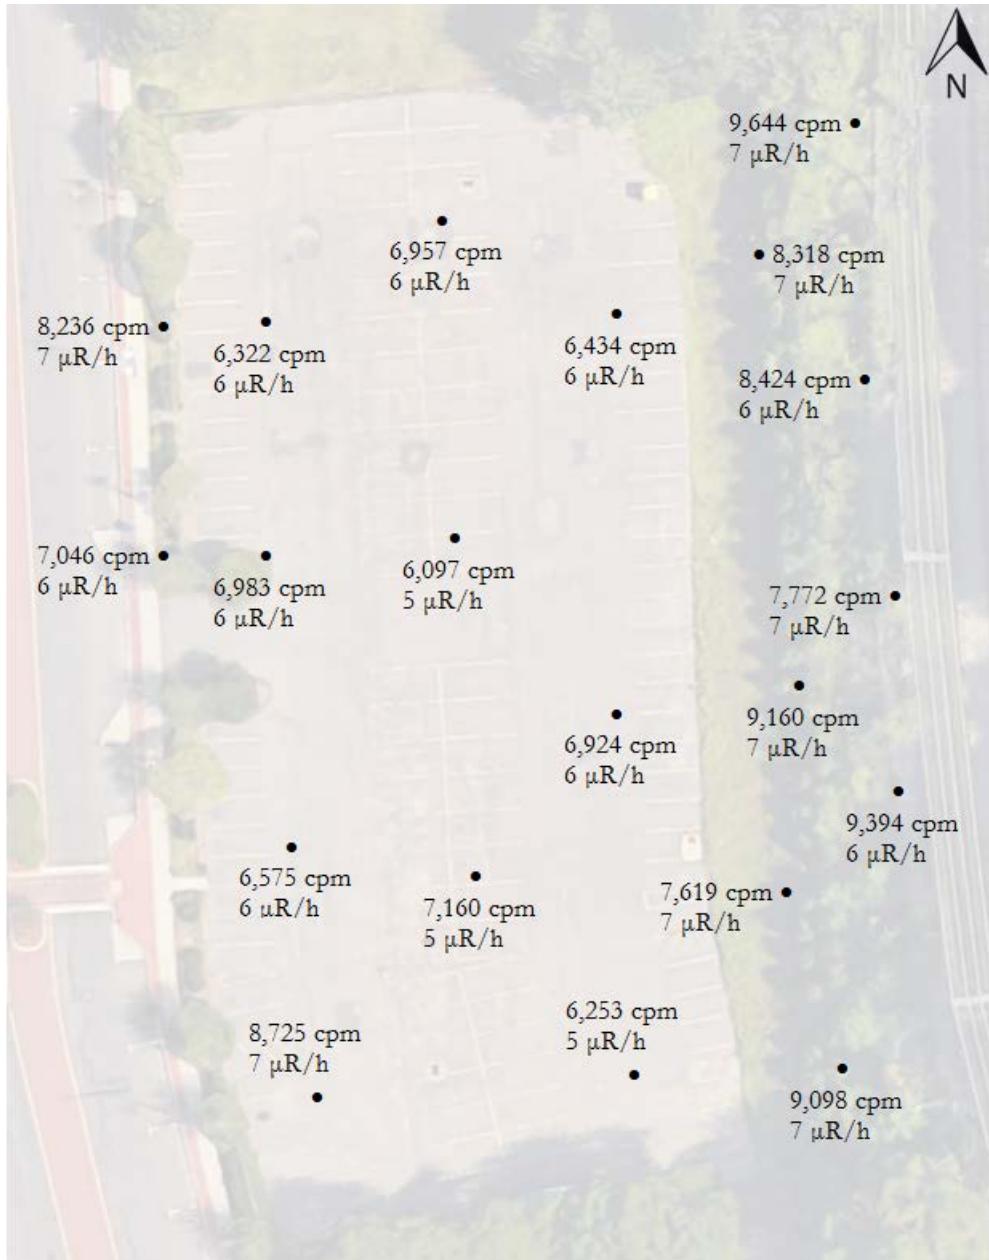 N
9,644 cpm
7 μR/h
6,957 cpm
6 μR/h
8,318 cpm
7 μR/h
8,236 cpm
7 μR/h
6,322 cpm
6 μR/h
6,434 cpm
6 μR/h
8,424 cpm
6 μR/h
7,046 cpm
6 μR/h
6,983 cpm
6 μR/h
6,097 cpm
5 μR/h
7,772 cpm
7 μR/h
9,160 cpm
7 μR/h
6,924 cpm
6 μR/h
9,394 cpm
6 μR/h
6,575 cpm
6 μR/h
7,160 cpm
5 μR/h
7,619 cpm
7 μR/h
8,725 cpm
7 μR/h
6,253 cpm
5 μR/h
9,098 cpm
7 μR/h